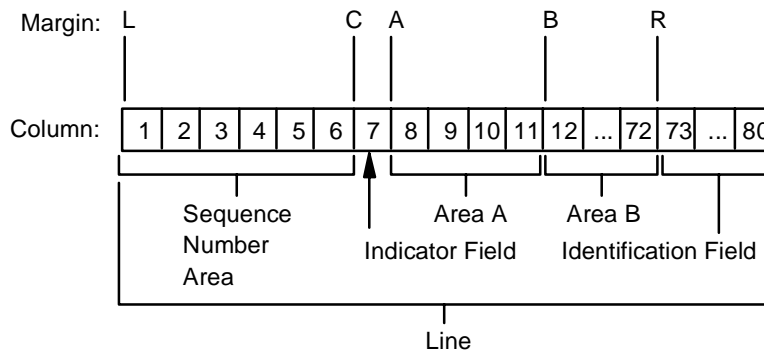 Margin: L C A B R
Column: 1 2 3 4 5 6 7 8 9 10 11 12 ... 72 73 ... 80
Sequence Number Area
Indicator Field
Area A
Area B
Identification Field
Line